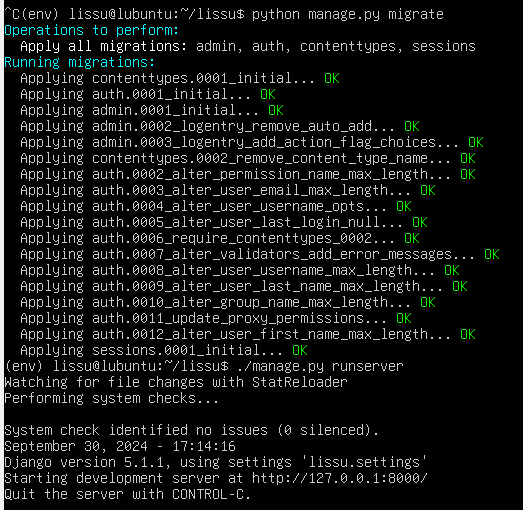 ^C(env) lissu@lubuntu:~/lissu$ python manage.py migrate
Operations to perform:
  Apply all migrations: admin, auth, contenttypes, sessions
Running migrations:
  Applying contenttypes.0001_initial... OK
  Applying auth.0001_initial... OK
  Applying admin.0001_initial... OK
  Applying admin.0002_logentry_remove_auto_add... OK
  Applying admin.0003_logentry_add_action_flag_choices... OK
  Applying contenttypes.0002_remove_content_type_name... OK
  Applying auth.0002_alter_permission_name_max_length... OK
  Applying auth.0003_alter_user_email_max_length... OK
  Applying auth.0004_alter_user_username_opts... OK
  Applying auth.0005_alter_user_last_login_null... OK
  Applying auth.0006_require_contenttypes_0002... OK
  Applying auth.0007_alter_validators_add_error_messages... OK
  Applying auth.0008_alter_user_username_max_length... OK
  Applying auth.0009_alter_user_last_name_max_length... OK
  Applying auth.0010_alter_group_name_max_length... OK
  Applying auth.0011_update_proxy_permissions... OK
  Applying auth.0012_alter_user_first_name_max_length... OK
  Applying sessions.0001_initial... OK
(env) lissu@lubuntu:~/lissu$ ./manage.py runserver
Watching for file changes with StatReloader
Performing system checks...

System check identified no issues (0 silenced).
September 30, 2024 - 17:14:16
Django version 5.1.1, using settings 'lissu.settings'
Starting development server at http://127.0.0.1:8000/
Quit the server with CONTROL-C.